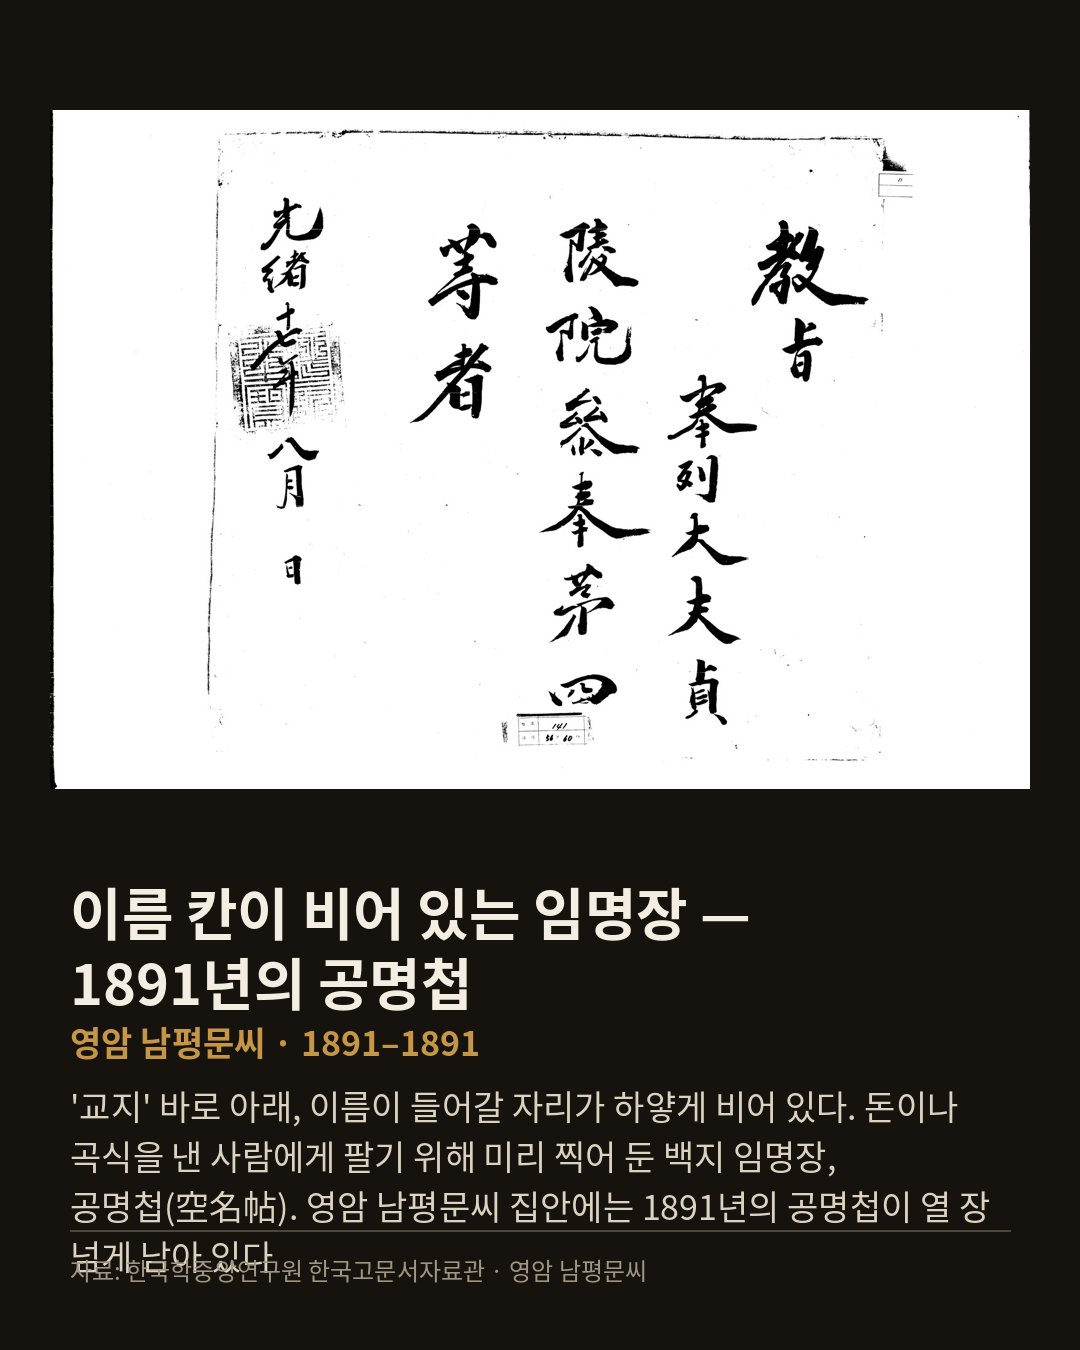 教旨
奉列大夫貞
陵院叅奉苐四
等者
光緖十七年八月 日
141
56 60
이름 칸이 비어 있는 임명장 —
1891년의 공명첩
영암 남평문씨 · 1891–1891
'교지' 바로 아래, 이름이 들어갈 자리가 하얗게 비어 있다. 돈이나
곡식을 낸 사람에게 팔기 위해 미리 찍어 둔 백지 임명장,
공명첩(空名帖). 영암 남평문씨 집안에는 1891년의 공명첩이 열 장
넘게 남아 있다
자료: 한국학중앙연구원 한국고문서자료관 · 영암 남평문씨